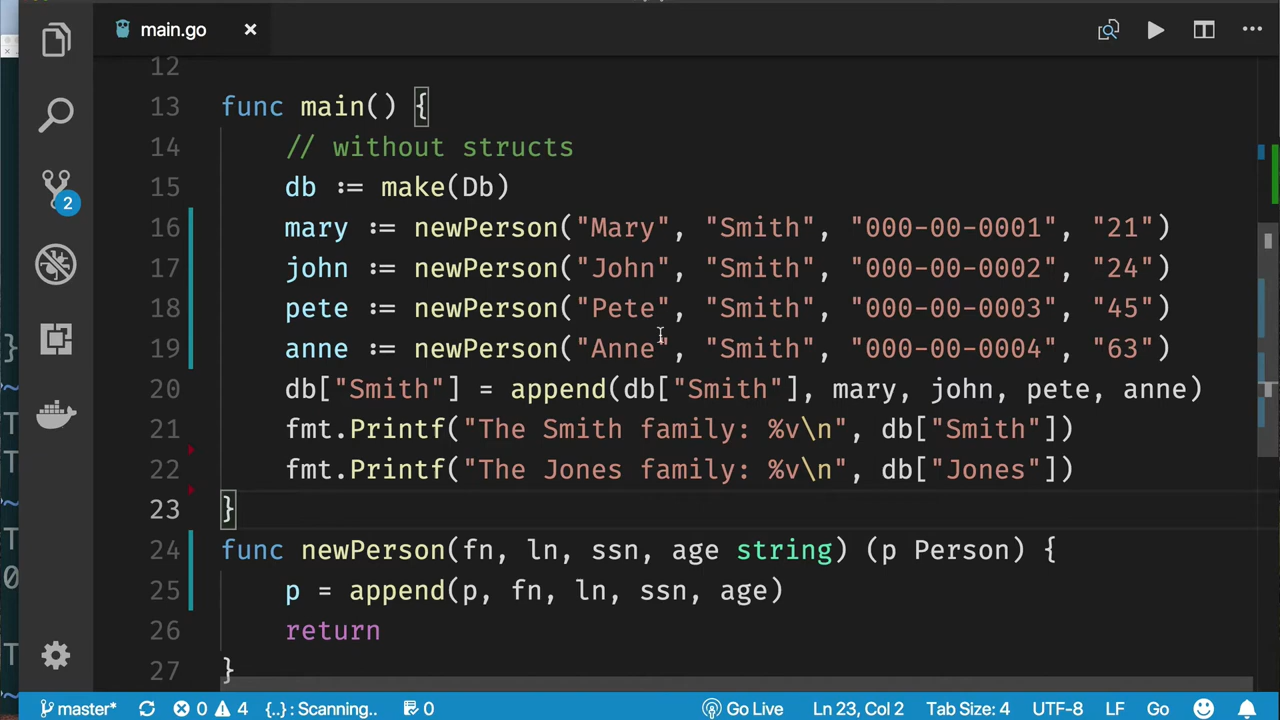 main.go
12
13 func main() {
14 // without structs
15 db := make(Db)
16 mary := newPerson("Mary", "Smith", "000-00-0001", "21")
17 john := newPerson("John", "Smith", "000-00-0002", "24")
18 pete := newPerson("Pete", "Smith", "000-00-0003", "45")
19 anne := newPerson("Anne", "Smith", "000-00-0004", "63")
20 db["Smith"] = append(db["Smith"], mary, john, pete, anne)
21 fmt.Printf("The Smith family: %v\n", db["Smith"])
22 fmt.Printf("The Jones family: %v\n", db["Jones"])
23 }
24 func newPerson(fn, ln, ssn, age string) (p Person) {
25 p = append(p, fn, ln, ssn, age)
26 return
27 }
2
master* 0 4 {..} : Scanning.. 0 Go Live Ln 23, Col 2 Tab Size: 4 UTF-8 LF Go